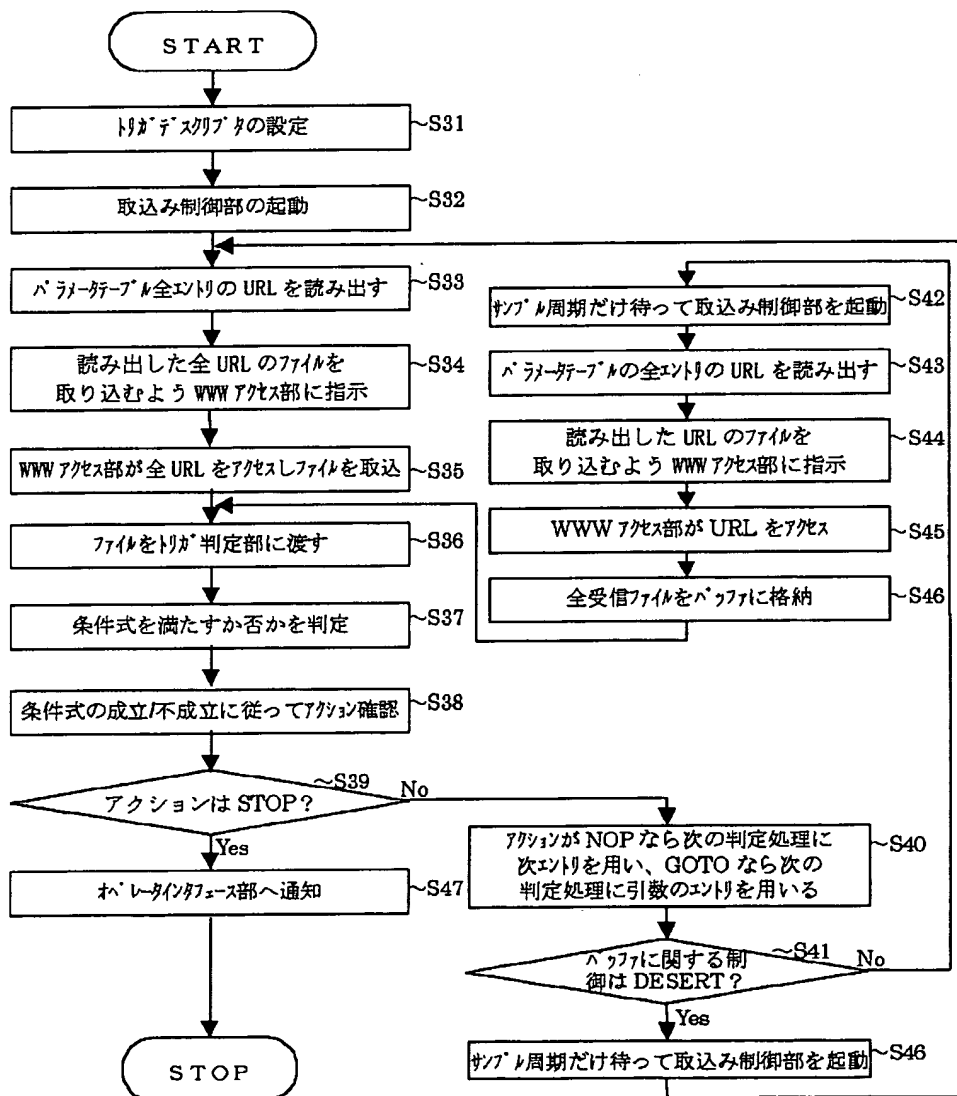 START
トリガデスクリプタの設定
~S31
取込み制御部の起動
~S32
パラメータテーブル全エントリの URL を読み出す
~S33
読み出した全 URL のファイルを
取り込むよう WWW アクセス部に指示
~S34
WWW アクセス部が全 URL をアクセスしファイルを取込
~S35
ファイルをトリガ判定部に渡す
~S36
条件式を満たすか否かを判定
~S37
条件式の成立/不成立に従ってアクション確認
~S38
~S39
アクションは STOP?
No
Yes
オペレータインタフェース部へ通知
~S47
STOP
サンプル周期だけ待って取込み制御部を起動
~S42
パラメータテーブルの全エントリの URL を読み出す
~S43
読み出した URL のファイルを
取り込むよう WWW アクセス部に指示
~S44
WWW アクセス部が URL をアクセス
~S45
全受信ファイルをバッファに格納
~S46
アクションが NOP なら次の判定処理に
次エントリを用い、GOTO なら次の
判定処理に引数のエントリを用いる
~S40
~S41
バッファに関する制
御は DESERT?
No
Yes
サンプル周期だけ待って取込み制御部を起動
~S46